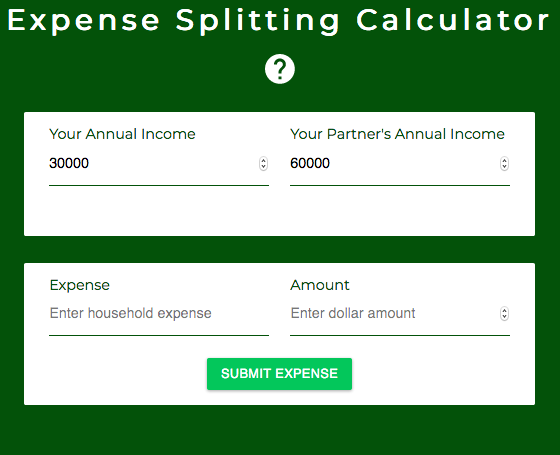 Expense Splitting Calculator
?
Your Annual Income Your Partner's Annual Income
30000 60000
Expense Amount
Enter household expense Enter dollar amount
SUBMIT EXPENSE